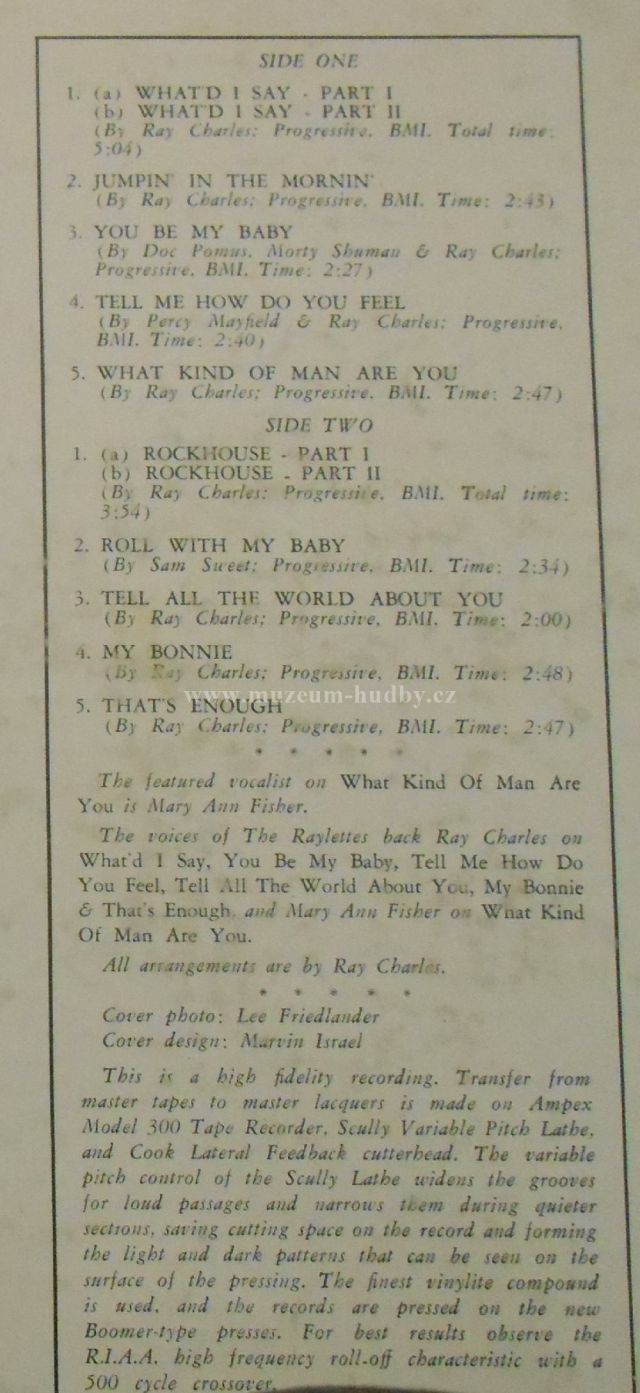 SIDE ONE
1. (a) WHAT'D I SAY - PART I
(b) WHAT'D I SAY - PART II
(By Ray Charles; Progressive, BMI. Total time:
5:04)
2. JUMPIN' IN THE MORNIN'
(By Ray Charles; Progressive, BMI. Time: 2:43)
3. YOU BE MY BABY
(By Doc Pomus, Morty Shuman & Ray Charles;
Progressive, BMI. Time: 2:27)
4. TELL ME HOW DO YOU FEEL
(By Percy Mayfield & Ray Charles; Progressive,
BMI. Time: 2:40)
5. WHAT KIND OF MAN ARE YOU
(By Ray Charles; Progressive, BMI. Time: 2:47)
SIDE TWO
1. (a) ROCKHOUSE - PART I
(b) ROCKHOUSE - PART II
(By Ray Charles; Progressive, BMI. Total time:
3:54)
2. ROLL WITH MY BABY
(By Sam Sweet; Progressive, BMI. Time: 2:34)
3. TELL ALL THE WORLD ABOUT YOU
(By Ray Charles; Progressive, BMI. Time: 2:00)
4. MY BONNIE
(By Ray Charles; Progressive, BMI. Time: 2:48)
www.muzeum-hudby.cz
5. THAT'S ENOUGH
(By Ray Charles; Progressive, BMI. Time: 2:47)
* * * * *
The featured vocalist on What Kind Of Man Are
You is Mary Ann Fisher.
The voices of The Raylettes back Ray Charles on
What'd I Say, You Be My Baby, Tell Me How Do
You Feel, Tell All The World About You, My Bonnie
& That's Enough, and Mary Ann Fisher on What Kind
Of Man Are You.
All arrangements are by Ray Charles.
* * * * *
Cover photo: Lee Friedlander
Cover design: Marvin Israel
This is a high fidelity recording. Transfer from
master tapes to master lacquers is made on Ampex
Model 300 Tape Recorder, Scully Variable Pitch Lathe,
and Cook Lateral Feedback cutterhead. The variable
pitch control of the Scully Lathe widens the grooves
for loud passages and narrows them during quieter
sections, saving cutting space on the record and forming
the light and dark patterns that can be seen on the
surface of the pressing. The finest vinylite compound
is used, and the records are pressed on the new
Boomer-type presses. For best results observe the
R.I.A.A. high frequency roll-off characteristic with a
500 cycle crossover.